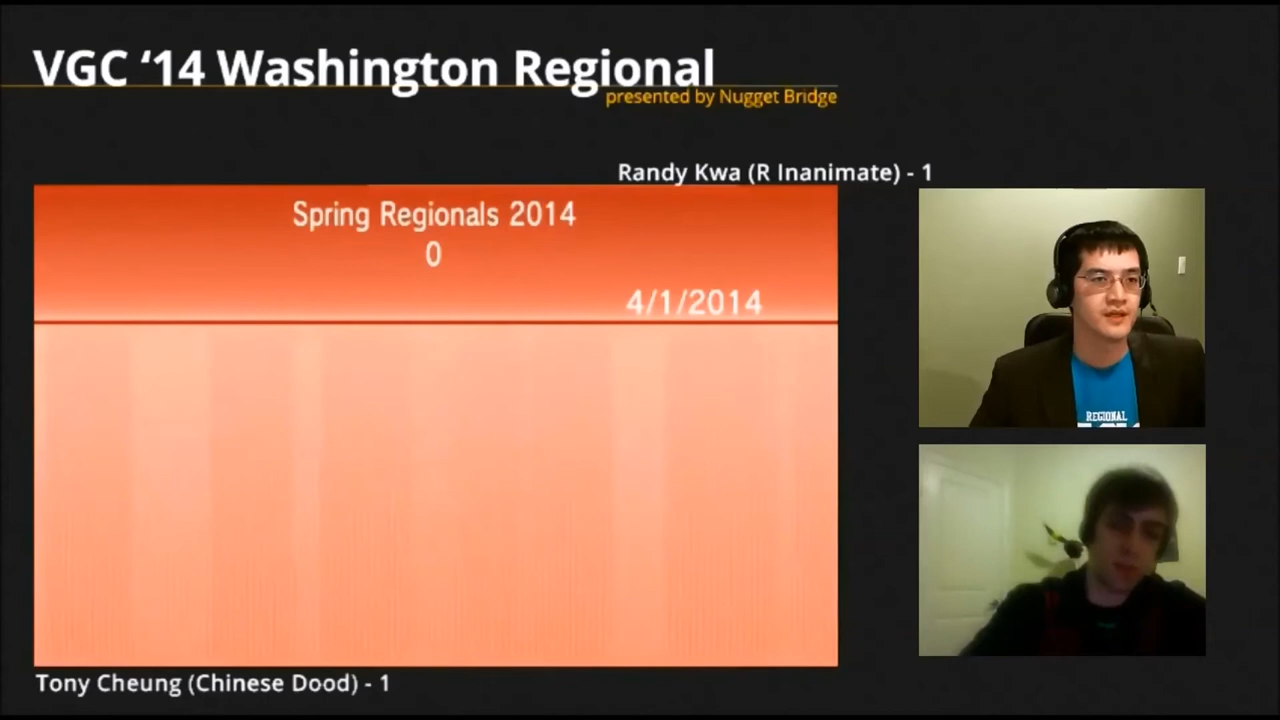 VGC ‘14 Washington Regional
presented by Nugget Bridge
Randy Kwa (R Inanimate) - 1
Spring Regionals 2014
0
4/1/2014
REGIONAL
Tony Cheung (Chinese Dood) - 1